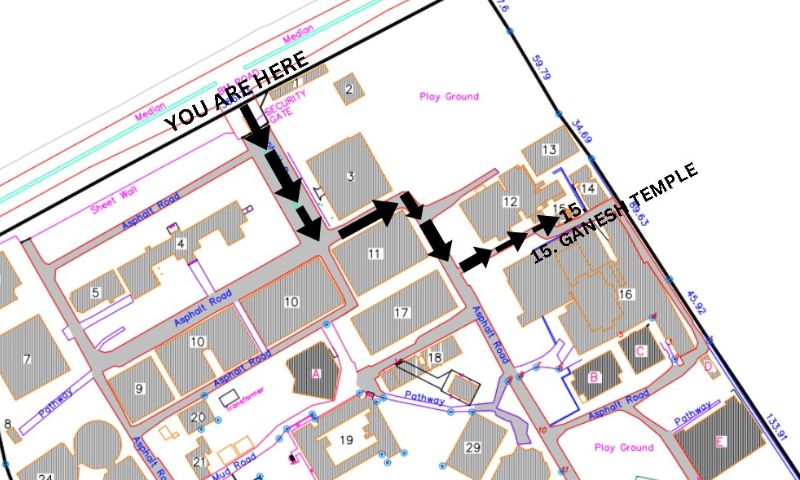 Median
59.79
YOU ARE HERE
1
2
Play Ground
SECURITY
GATE
Median
34.69
13
Sheet Wall
Asphalt Road
3
14
12
15
15.
15. GANESH TEMPLE
4
11
5
10
16
Asphalt Road
17
45.92
10
7
Asphalt Road
18
C
Asphalt Road
A
B
D
9
Transformer
Pathway
Pathway
Asphalt Road
Pathway
133.91
8
20
19
29
10
Play Ground
E
21
Mud Road
24